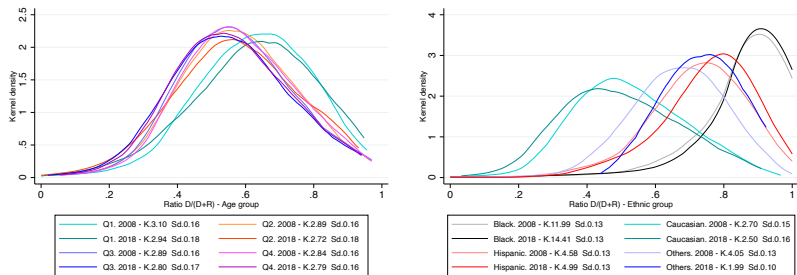 2.5
2
1.5
1
.5
0
Kernel density
0 .2 .4 .6 .8 1
Ratio D/(D+R) - Age group
Q1. 2008 - K.3.10 Sd.0.16
Q2. 2008 - K.2.89 Sd.0.16
Q1. 2018 - K.2.94 Sd.0.18
Q2. 2018 - K.2.72 Sd.0.18
Q3. 2008 - K.2.89 Sd.0.16
Q4. 2008 - K.2.84 Sd.0.16
Q3. 2018 - K.2.80 Sd.0.17
Q4. 2018 - K.2.79 Sd.0.16
4
3
2
1
0
Kernel density
0 .2 .4 .6 .8 1
Ratio D/(D+R) - Ethnic group
Black. 2008 - K.11.99 Sd.0.13
Caucasian. 2008 - K.2.70 Sd.0.15
Black. 2018 - K.14.41 Sd.0.13
Caucasian. 2018 - K.2.50 Sd.0.16
Hispanic. 2008 - K.4.58 Sd.0.13
Others. 2008 - K.4.05 Sd.0.13
Hispanic. 2018 - K.4.99 Sd.0.13
Others. 2018 - K.1.99 Sd.0.10